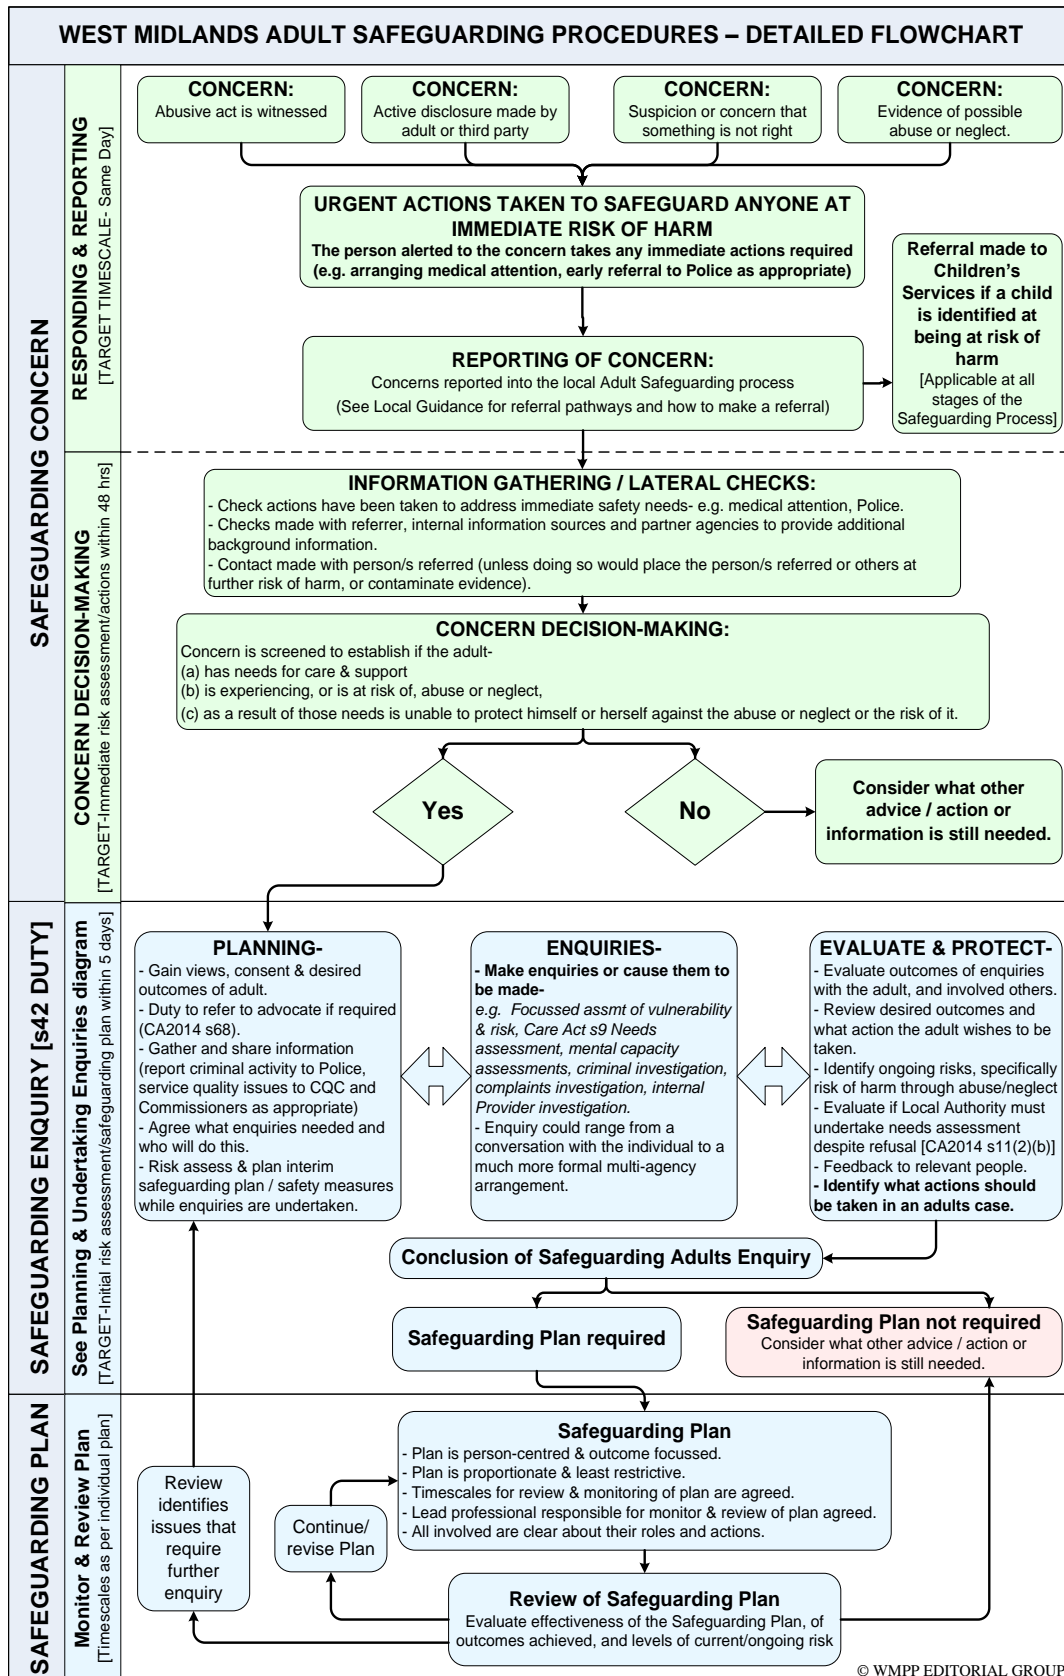 WEST MIDLANDS ADULT SAFEGUARDING PROCEDURES – DETAILED FLOWCHART
SAFEGUARDING CONCERN
RESPONDING & REPORTING
[TARGET TIMESCALE- Same Day]
CONCERN:
Abusive act is witnessed
CONCERN:
Active disclosure made by
adult or third party
CONCERN:
Suspicion or concern that
something is not right
CONCERN:
Evidence of possible
abuse or neglect.
URGENT ACTIONS TAKEN TO SAFEGUARD ANYONE AT
IMMEDIATE RISK OF HARM
The person alerted to the concern takes any immediate actions required
(e.g. arranging medical attention, early referral to Police as appropriate)
REPORTING OF CONCERN:
Concerns reported into the local Adult Safeguarding process
(See Local Guidance for referral pathways and how to make a referral)
Referral made to
Children’s
Services if a child
is identified at
being at risk of
harm
[Applicable at all
stages of the
Safeguarding Process]
CONCERN DECISION-MAKING
[TARGET-Immediate risk assessment/actions within 48 hrs]
INFORMATION GATHERING / LATERAL CHECKS:
- Check actions have been taken to address immediate safety needs- e.g. medical attention, Police.
- Checks made with referrer, internal information sources and partner agencies to provide additional
background information.
- Contact made with person/s referred (unless doing so would place the person/s referred or others at
further risk of harm, or contaminate evidence).
CONCERN DECISION-MAKING:
Concern is screened to establish if the adult-
(a) has needs for care & support
(b) is experiencing, or is at risk of, abuse or neglect,
(c) as a result of those needs is unable to protect himself or herself against the abuse or neglect or the risk of it.
Yes
No
Consider what other
advice / action or
information is still needed.
SAFEGUARDING ENQUIRY [s42 DUTY]
See Planning & Undertaking Enquiries diagram
[TARGET-Initial risk assessment/safeguarding plan within 5 days]
PLANNING-
- Gain views, consent & desired
outcomes of adult.
- Duty to refer to advocate if required
(CA2014 s68).
- Gather and share information
(report criminal activity to Police,
service quality issues to CQC and
Commissioners as appropriate)
- Agree what enquiries needed and
who will do this.
- Risk assess & plan interim
safeguarding plan / safety measures
while enquiries are undertaken.
ENQUIRIES-
- Make enquiries or cause them to
be made-
e.g. Focussed assmt of vulnerability
& risk, Care Act s9 Needs
assessment, mental capacity
assessments, criminal investigation,
complaints investigation, internal
Provider investigation.
- Enquiry could range from a
conversation with the individual to a
much more formal multi-agency
arrangement.
EVALUATE & PROTECT-
- Evaluate outcomes of enquiries
with the adult, and involved others.
- Review desired outcomes and
what action the adult wishes to be
taken.
- Identify ongoing risks, specifically
risk of harm through abuse/neglect
- Evaluate if Local Authority must
undertake needs assessment
despite refusal [CA2014 s11(2)(b)]
- Feedback to relevant people.
- Identify what actions should
be taken in an adults case.
Conclusion of Safeguarding Adults Enquiry
Safeguarding Plan required
Safeguarding Plan not required
Consider what other advice / action or
information is still needed.
SAFEGUARDING PLAN
Monitor & Review Plan
[Timescales as per individual plan]
Review
identifies
issues that
require
further
enquiry
Continue/
revise Plan
Safeguarding Plan
- Plan is person-centred & outcome focussed.
- Plan is proportionate & least restrictive.
- Timescales for review & monitoring of plan are agreed.
- Lead professional responsible for monitor & review of plan agreed.
- All involved are clear about their roles and actions.
Review of Safeguarding Plan
Evaluate effectiveness of the Safeguarding Plan, of
outcomes achieved, and levels of current/ongoing risk
© WMPP EDITORIAL GROUP